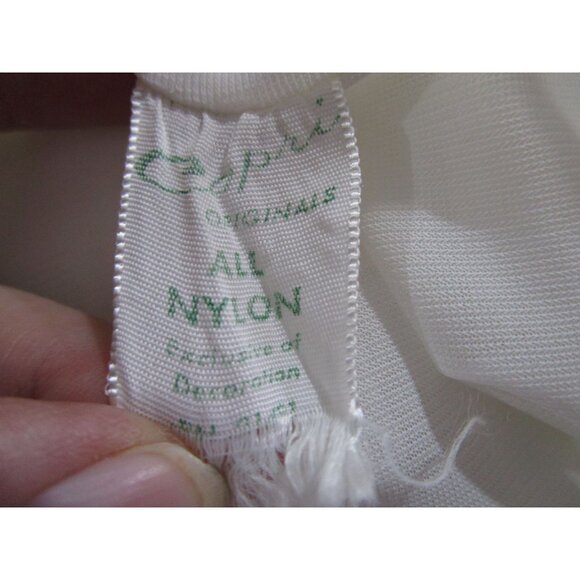 Capri
ORIGINALS
ALL
NYLON
Exclusive of
Decoration